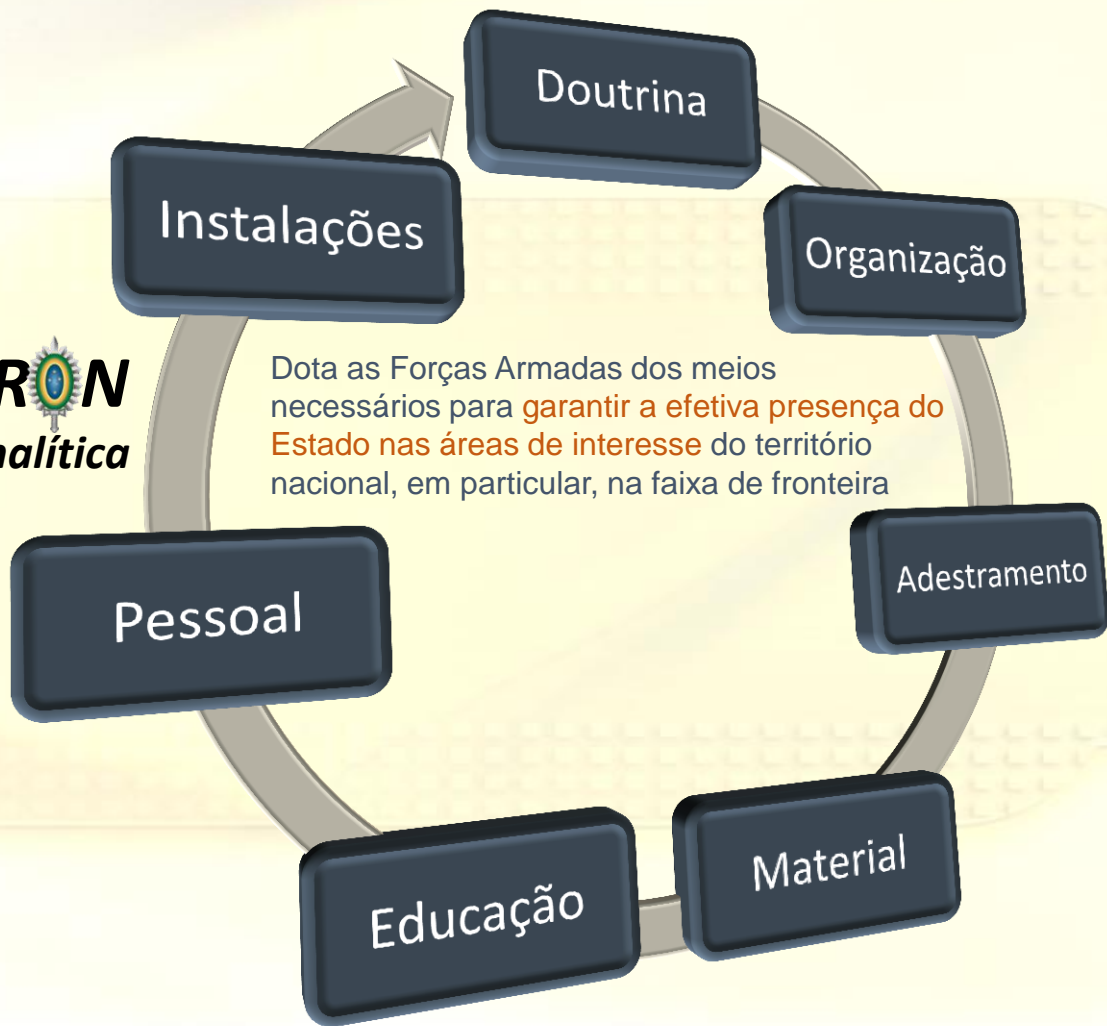 Doutrina
Organização
Adestramento
Material
Educação
Pessoal
Instalações
Dota as Forças Armadas dos meios
necessários para garantir a efetiva presença do
Estado nas áreas de interesse do território
nacional, em particular, na faixa de fronteira